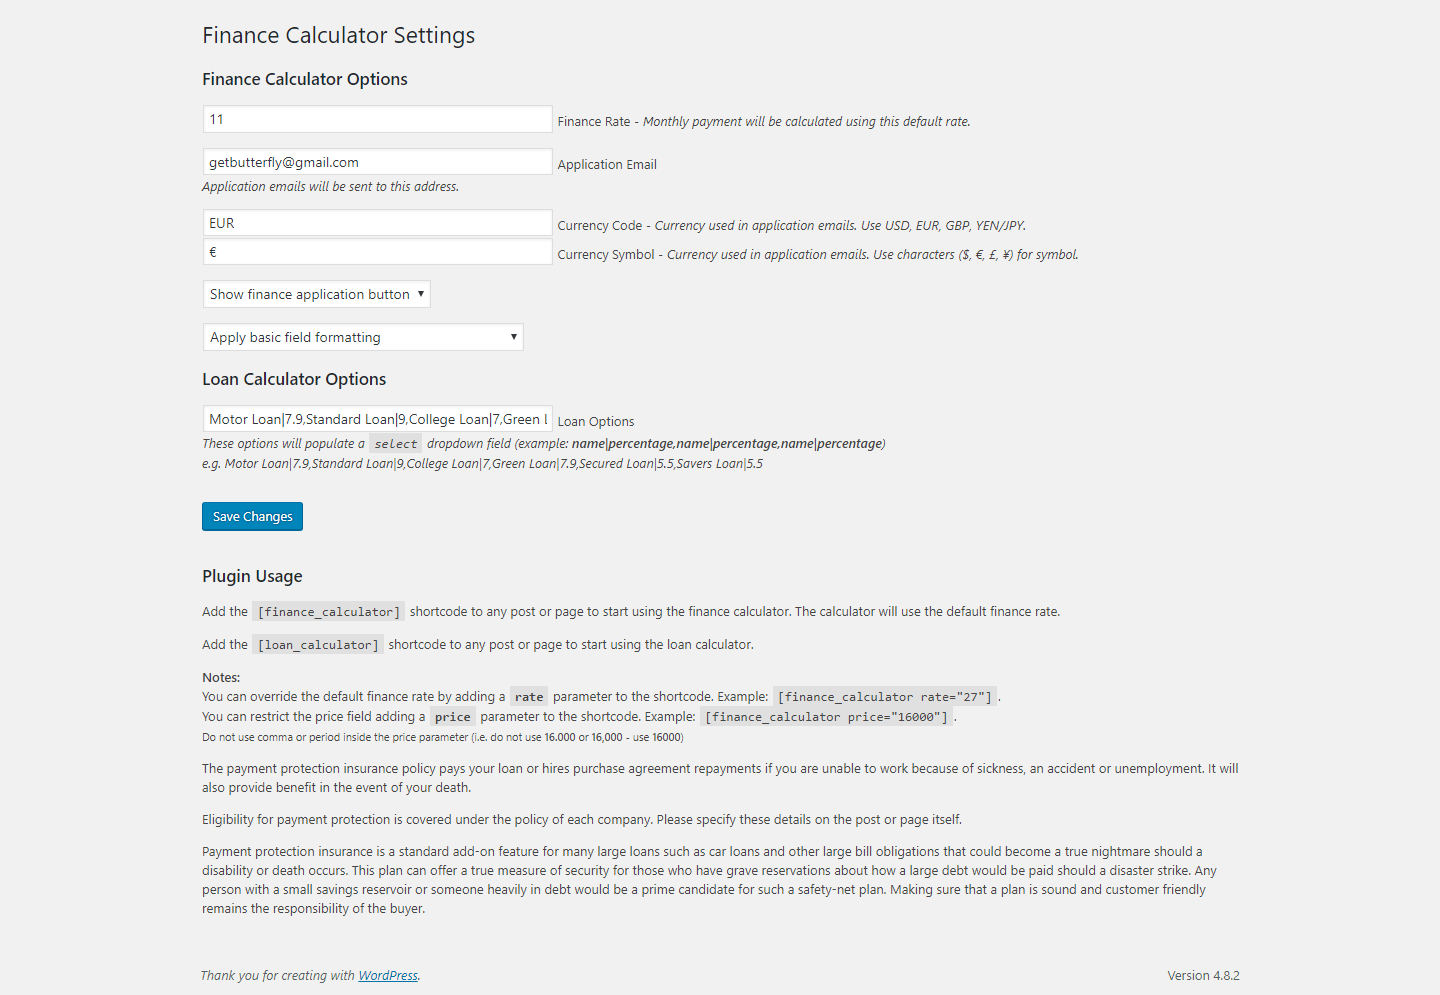 Finance Calculator Settings
Finance Calculator Options
11 Finance Rate - Monthly payment will be calculated using this default rate.
getbutterfly@gmail.com Application Email
Application emails will be sent to this address.
EUR Currency Code - Currency used in application emails. Use USD, EUR, GBP, YEN/JPY.
€ Currency Symbol - Currency used in application emails. Use characters ($, €, £, ¥) for symbol.
Show finance application button
Apply basic field formatting
Loan Calculator Options
Motor Loan|7.9,Standard Loan|9,College Loan|7,Green L Loan Options
These options will populate a select dropdown field (example: name|percentage,name|percentage,name|percentage)
e.g. Motor Loan|7.9,Standard Loan|9,College Loan|7,Green Loan|7.9,Secured Loan|5.5,Savers Loan|5.5
Save Changes
Plugin Usage
Add the [finance_calculator] shortcode to any post or page to start using the finance calculator. The calculator will use the default finance rate.
Add the [loan_calculator] shortcode to any post or page to start using the loan calculator.
Notes:
You can override the default finance rate by adding a rate parameter to the shortcode. Example: [finance_calculator rate="27"].
You can restrict the price field adding a price parameter to the shortcode. Example: [finance_calculator price="16000"].
Do not use comma or period inside the price parameter (i.e. do not use 16.000 or 16,000 - use 16000)
The payment protection insurance policy pays your loan or hires purchase agreement repayments if you are unable to work because of sickness, an accident or unemployment. It will
also provide benefit in the event of your death.
Eligibility for payment protection is covered under the policy of each company. Please specify these details on the post or page itself.
Payment protection insurance is a standard add-on feature for many large loans such as car loans and other large bill obligations that could become a true nightmare should a
disability or death occurs. This plan can offer a true measure of security for those who have grave reservations about how a large debt would be paid should a disaster strike. Any
person with a small savings reservoir or someone heavily in debt would be a prime candidate for such a safety-net plan. Making sure that a plan is sound and customer friendly
remains the responsibility of the buyer.
Thank you for creating with WordPress. Version 4.8.2